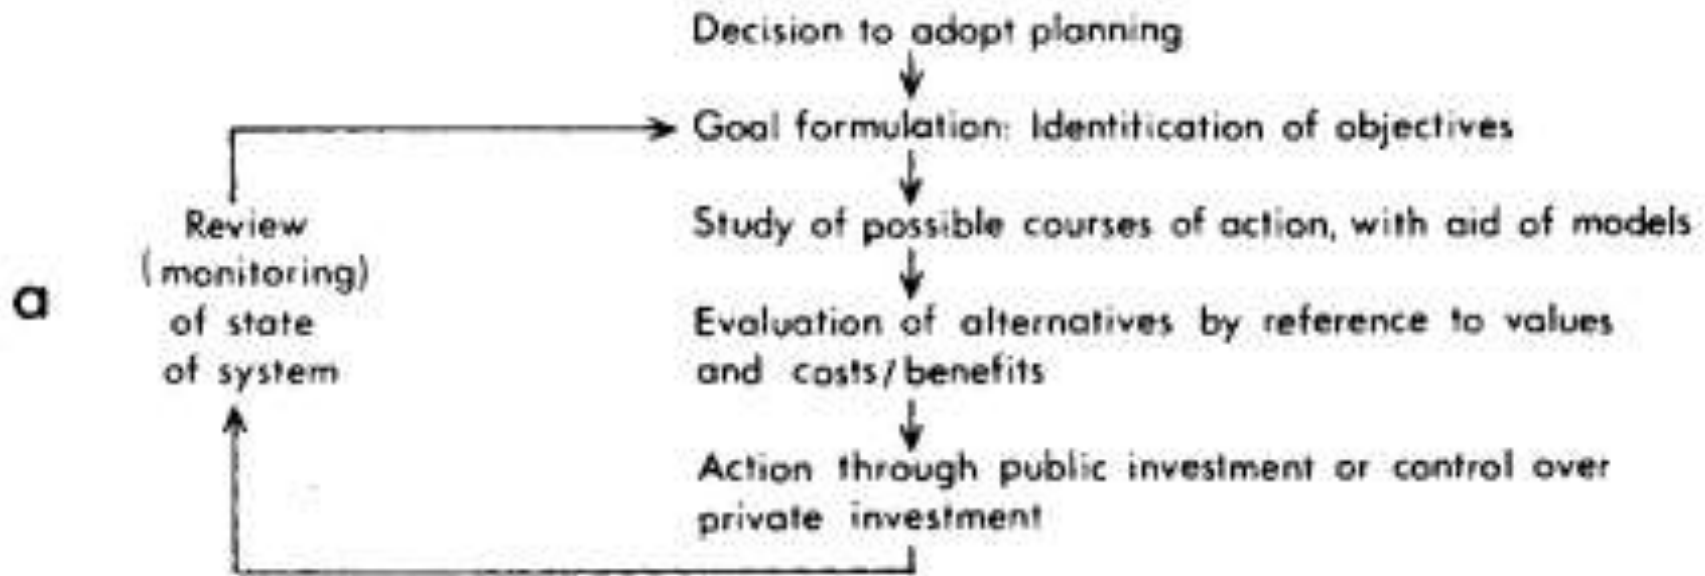 Decision to adopt planning
Goal formulation: Identification of objectives
Study of possible courses of action, with aid of models
Evaluation of alternatives by reference to values
and costs/benefits
Action through public investment or control over
private investment
Review
(monitoring)
of state
of system
a